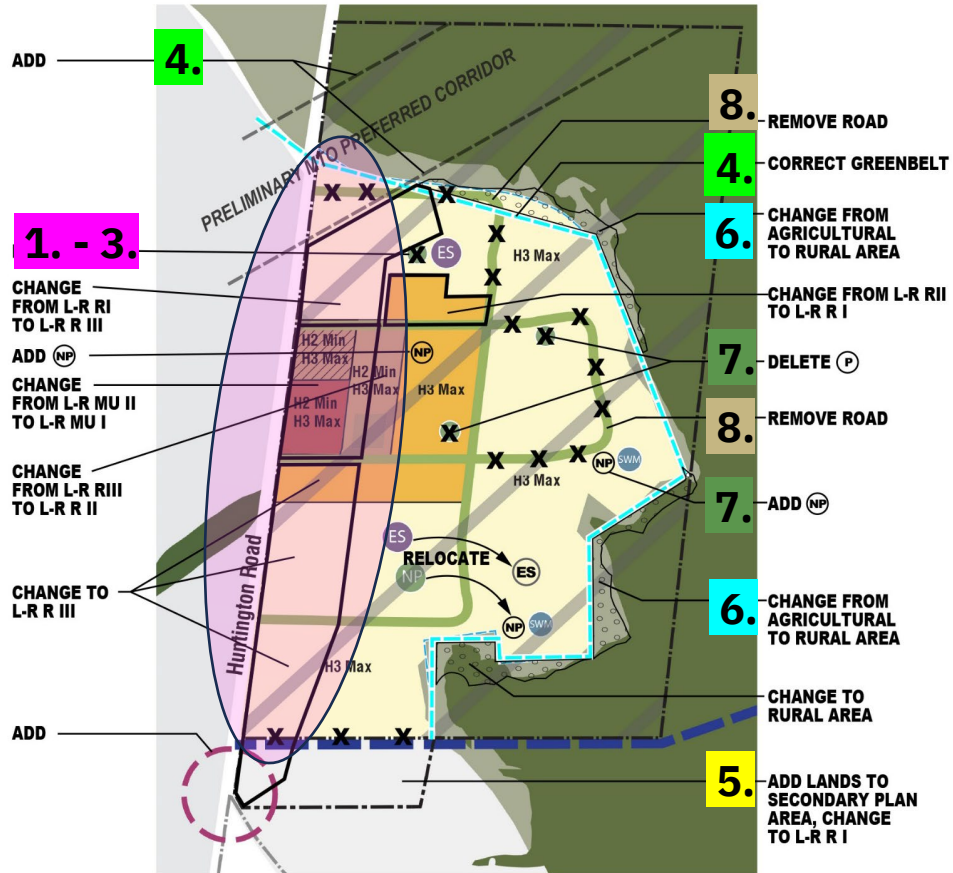 ADD
4.
PRELIMINARY MTO PREFERRED CORRIDOR
8.
REMOVE ROAD
4.
CORRECT GREENBELT
6.
CHANGE FROM
AGRICULTURAL
TO RURAL AREA
1. - 3.
X X X X
X ES
H3 Max
X
CHANGE
FROM L-R RI
TO L-R R III
CHANGE FROM L-R RII
TO L-R R I
X X
X
H2 Min
H3 Max
ADD NP
NP
7.
DELETE P
CHANGE
FROM L-R MU II
TO L-R MU I
H2 Min
H3 Max
H3 Max
X
H2 Min
H3 Max
X
X
8.
REMOVE ROAD
CHANGE
FROM L-R RIII
TO L-R R II
X X X
NP SWM
H3 Max
7.
ADD NP
ES
RELOCATE
ES
NP
NP SWM
CHANGE TO
L-R R III
6.
CHANGE FROM
AGRICULTURAL
TO RURAL AREA
Huntington Road
H3 Max
CHANGE TO
RURAL AREA
ADD
X X X
5.
ADD LANDS TO
SECONDARY PLAN
AREA, CHANGE
TO L-R R I